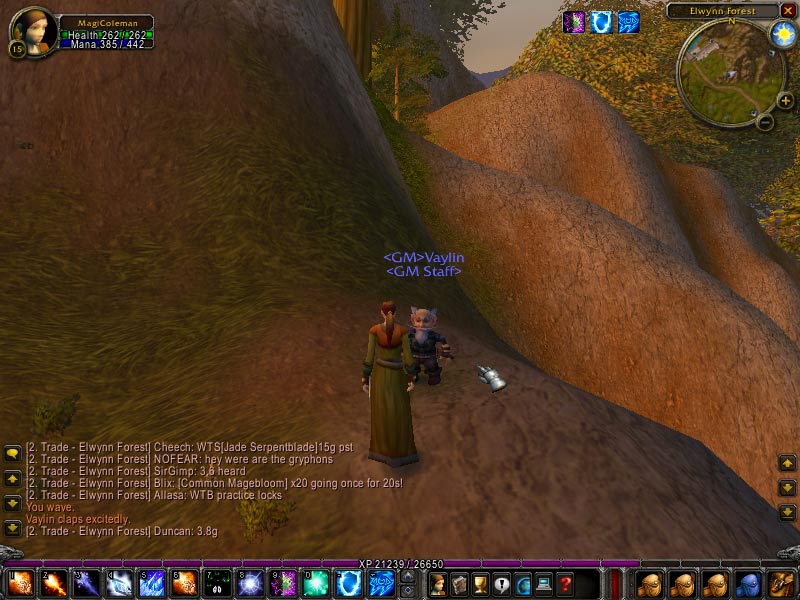 MagiColeman
Health 262 / 262
Mana 385 / 442
15
Elwynn Forest
N
<GM>Vaylin
<GM Staff>
[2. Trade - Elwynn Forest] Cheech: WTS[Jade Serpentblade]15g pst
[2. Trade - Elwynn Forest] NOFEAR: hey were are the gryphons
[2. Trade - Elwynn Forest] SirGimp: 3,6 heard
[2. Trade - Elwynn Forest] Blix: [Common Magebloom] x20 going once for 20s!
[2. Trade - Elwynn Forest] Allasa: WTB practice locks
You wave.
Vaylin claps excitedly.
[2. Trade - Elwynn Forest] Duncan: 3.8g
XP 21239 / 26650